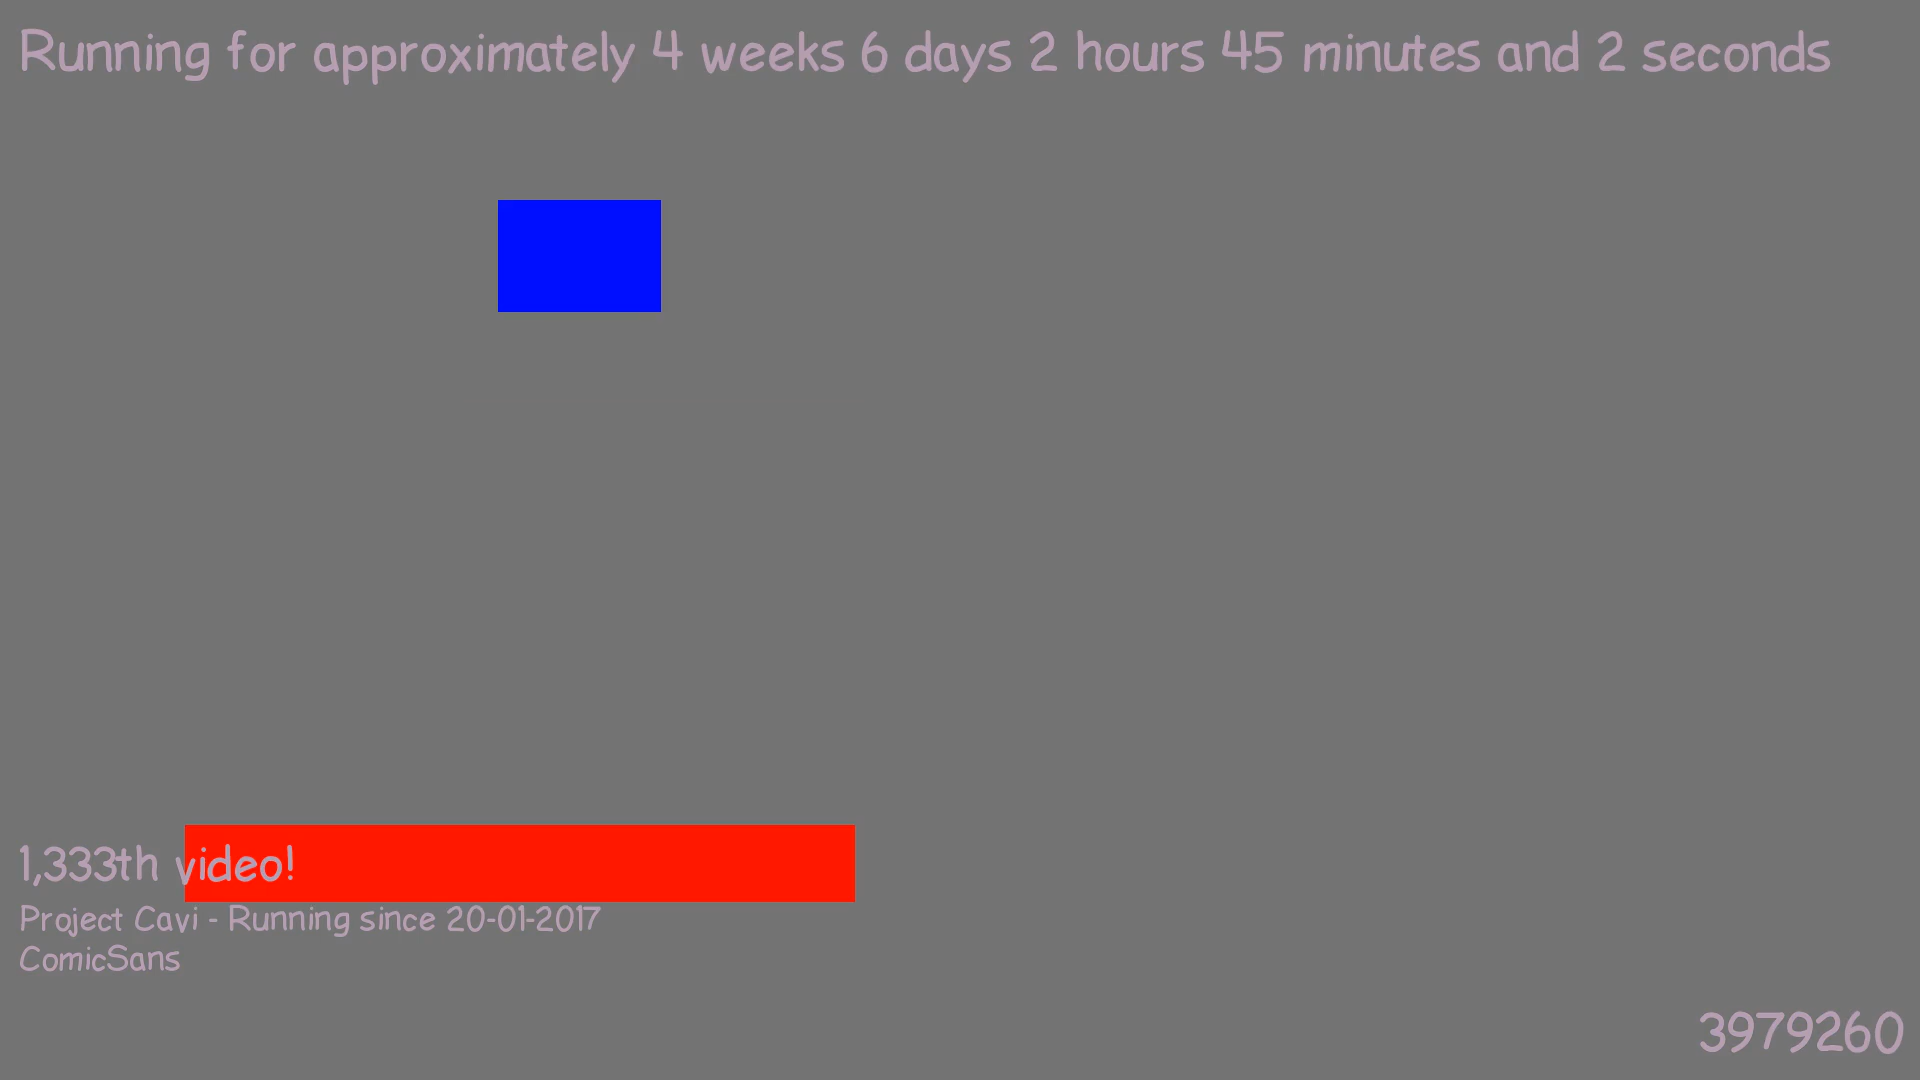 Running for approximately 4 weeks 6 days 2 hours 45 minutes and 2 seconds
1,333th video!
Project Cavi - Running since 20-01-2017
ComicSans
3979260